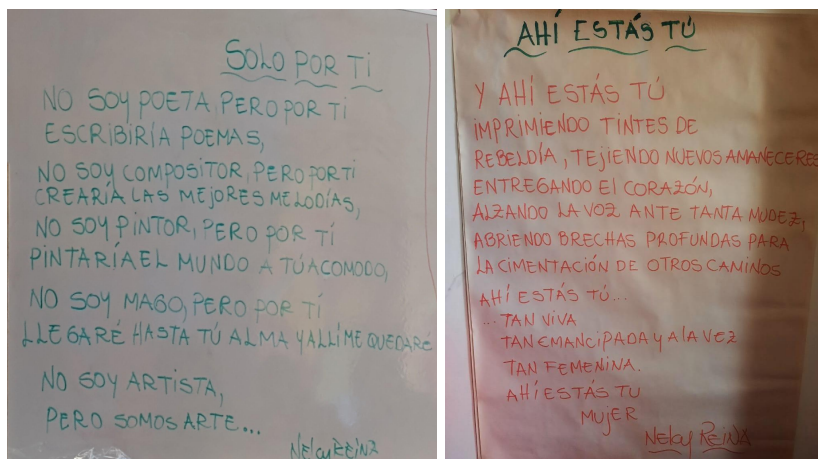 SOLO POR TI
NO SOY POETA, PERO POR TI
ESCRIBIRÍA POEMAS,
NO SOY COMPOSITOR, PERO POR TI
CREARÍA LAS MEJORES MELODÍAS,
NO SOY PINTOR, PERO POR TÍ
PINTARÍA EL MUNDO A TÚ ACOMODO,
NO SOY MAGO, PERO POR TÍ
LLEGARÉ HASTA TÚ ALMA Y ALLÍ ME QUEDARÉ
NO SOY ARTISTA,
PERO SOMOS ARTE...
Nelcy REINA
AHÍ ESTÁS TÚ
Y AHÍ ESTÁS TÚ
IMPRIMIENDO TINTES DE
REBELDÍA, TEJIENDO NUEVOS AMANECERES
ENTREGANDO El CORAZÓN,
ALZANDO LA VOZ ANTE TANTA MUDEZ,
ABRIENDO BRECHAS PROFUNDAS PARA
LA CIMENTACIÓN DE OTROS CAMINOS
AHÍ ESTÁS TÚ...
...TAN VIVA
TAN EMANCIPADA Y A LA VEZ
TAN FEMENINA.
AHÍ ESTÁS TU
MUJER
Nelcy REINA